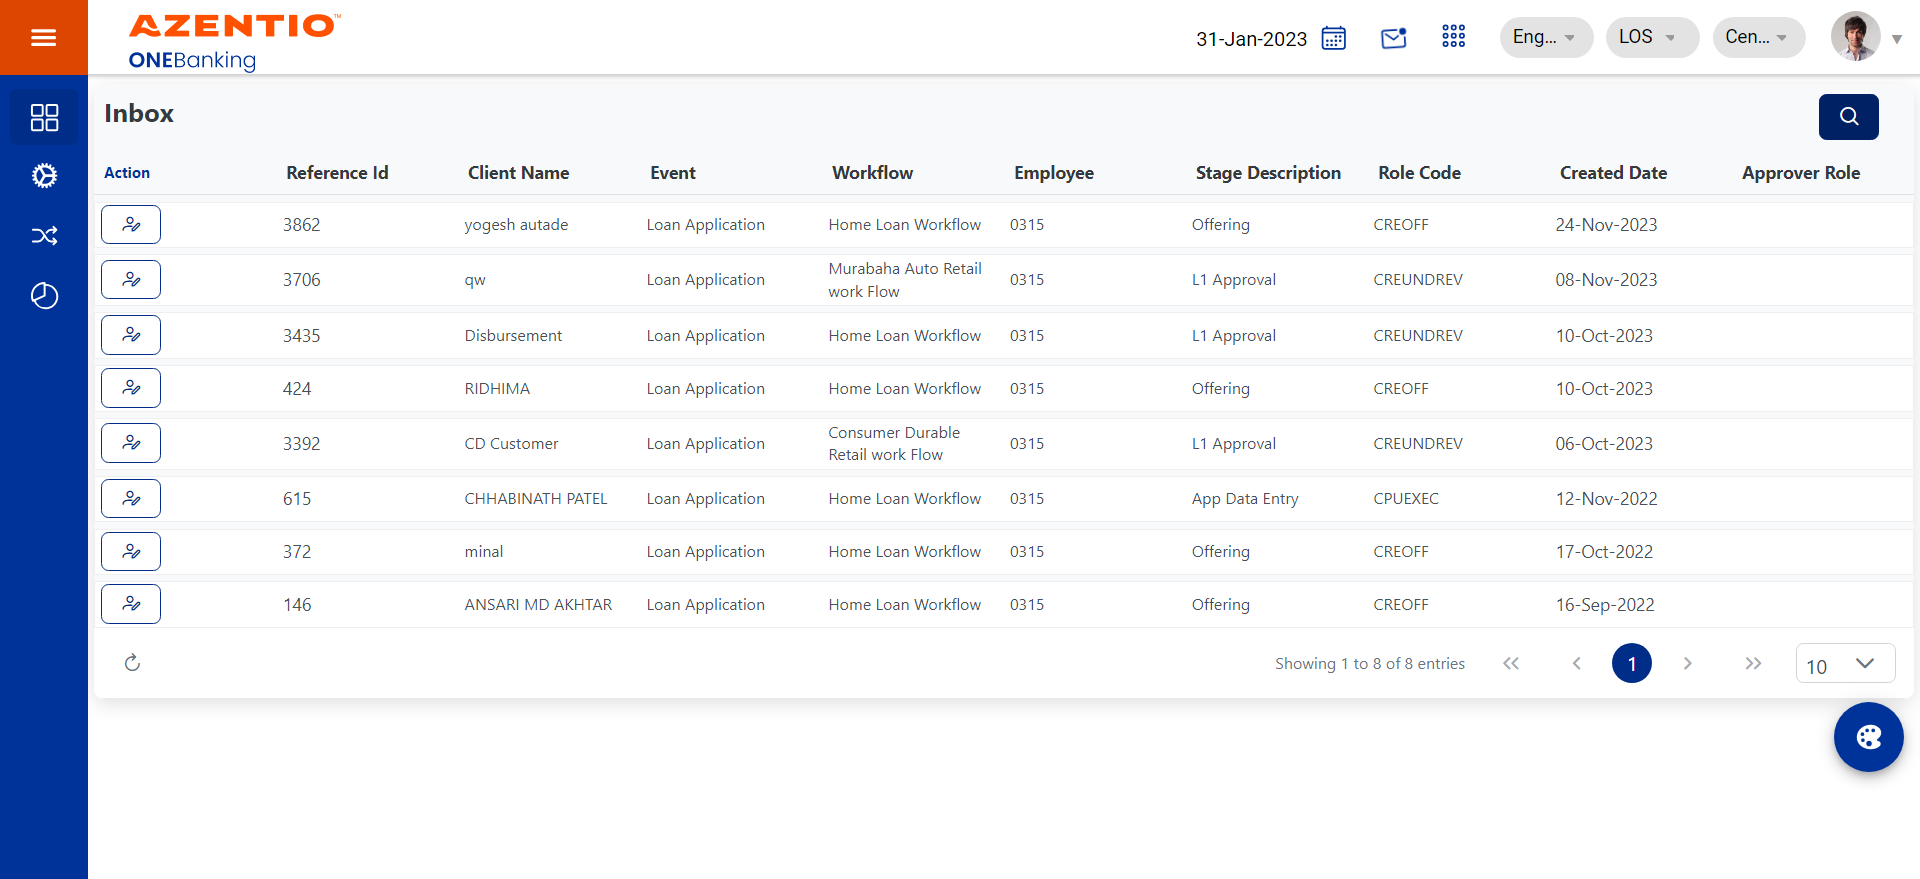 AZENTIO™
ONEBanking
31-Jan-2023
Eng...
LOS
Cen...
Inbox
Action Reference Id Client Name Event Workflow Employee Stage Description Role Code Created Date Approver Role
3862 yogesh autade Loan Application Home Loan Workflow 0315 Offering CREOFF 24-Nov-2023
3706 qw Loan Application Murabaha Auto Retail work Flow 0315 L1 Approval CREUNDREV 08-Nov-2023
3435 Disbursement Loan Application Home Loan Workflow 0315 L1 Approval CREUNDREV 10-Oct-2023
424 RIDHIMA Loan Application Home Loan Workflow 0315 Offering CREOFF 10-Oct-2023
3392 CD Customer Loan Application Consumer Durable Retail work Flow 0315 L1 Approval CREUNDREV 06-Oct-2023
615 CHHABINATH PATEL Loan Application Home Loan Workflow 0315 App Data Entry CPUEXEC 12-Nov-2022
372 minal Loan Application Home Loan Workflow 0315 Offering CREOFF 17-Oct-2022
146 ANSARI MD AKHTAR Loan Application Home Loan Workflow 0315 Offering CREOFF 16-Sep-2022
Showing 1 to 8 of 8 entries
1
10